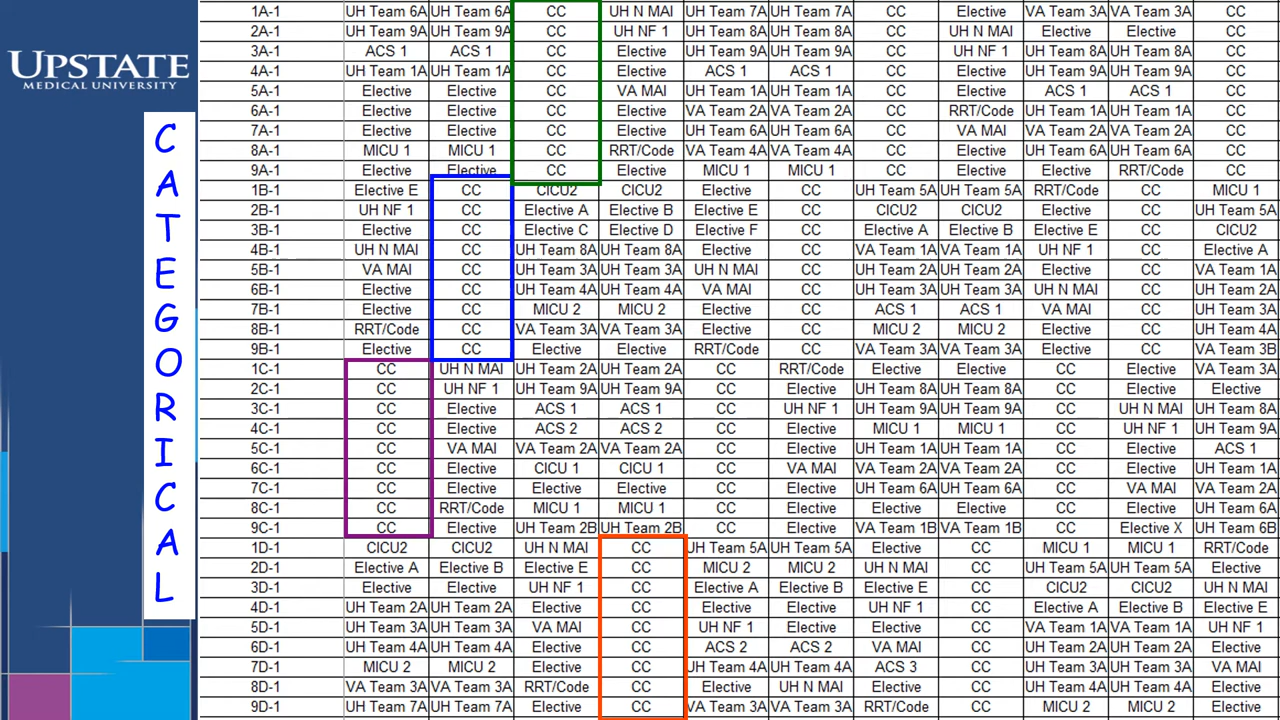 UPSTATE
MEDICAL UNIVERSITY
CATEGORICAL
1A-1 UH Team 6A UH Team 6A CC UH N MAI UH Team 7A UH Team 7A CC Elective VA Team 3A VA Team 3A CC
2A-1 UH Team 9A UH Team 9A CC UH NF 1 UH Team 8A UH Team 8A CC UH N MAI Elective Elective CC
3A-1 ACS 1 ACS 1 CC Elective UH Team 9A UH Team 9A CC UH NF 1 UH Team 8A UH Team 8A CC
4A-1 UH Team 1A UH Team 1A CC Elective ACS 1 ACS 1 CC Elective UH Team 9A UH Team 9A CC
5A-1 Elective Elective CC VA MAI UH Team 1A UH Team 1A CC Elective ACS 1 ACS 1 CC
6A-1 Elective Elective CC Elective VA Team 2A VA Team 2A CC RRT/Code UH Team 1A UH Team 1A CC
7A-1 Elective Elective CC Elective UH Team 6A UH Team 6A CC VA MAI VA Team 2A VA Team 2A CC
8A-1 MICU 1 MICU 1 CC RRT/Code VA Team 4A VA Team 4A CC Elective UH Team 6A UH Team 6A CC
9A-1 Elective Elective CC Elective MICU 1 MICU 1 CC Elective Elective RRT/Code CC
1B-1 Elective E CC CICU2 CICU2 Elective CC UH Team 5A UH Team 5A RRT/Code CC MICU 1
2B-1 UH NF 1 CC Elective A Elective B Elective E CC CICU2 CICU2 Elective CC UH Team 5A
3B-1 Elective CC Elective C Elective D Elective F CC Elective A Elective B Elective E CC CICU2
4B-1 UH N MAI CC UH Team 8A UH Team 8A Elective CC VA Team 1A VA Team 1A UH NF 1 CC Elective A
5B-1 VA MAI CC UH Team 3A UH Team 3A UH N MAI CC UH Team 2A UH Team 2A Elective CC VA Team 1A
6B-1 Elective CC UH Team 4A UH Team 4A VA MAI CC UH Team 3A UH Team 3A UH N MAI CC UH Team 2A
7B-1 Elective CC MICU 2 MICU 2 Elective CC ACS 1 ACS 1 VA MAI CC UH Team 3A
8B-1 RRT/Code CC VA Team 3A VA Team 3A Elective CC MICU 2 MICU 2 Elective CC UH Team 4A
9B-1 Elective CC Elective Elective RRT/Code CC VA Team 3A VA Team 3A Elective CC VA Team 3B
1C-1 CC UH N MAI UH Team 2A UH Team 2A CC RRT/Code Elective Elective CC Elective VA Team 3A
2C-1 CC UH NF 1 UH Team 9A UH Team 9A CC Elective UH Team 8A UH Team 8A CC Elective Elective
3C-1 CC Elective ACS 1 ACS 1 CC UH NF 1 UH Team 9A UH Team 9A CC UH N MAI UH Team 8A
4C-1 CC Elective ACS 2 ACS 2 CC Elective MICU 1 MICU 1 CC UH NF 1 UH Team 9A
5C-1 CC VA MAI VA Team 2A VA Team 2A CC Elective UH Team 1A UH Team 1A CC Elective ACS 1
6C-1 CC Elective CICU 1 CICU 1 CC VA MAI VA Team 2A VA Team 2A CC Elective UH Team 1A
7C-1 CC Elective Elective Elective CC Elective UH Team 6A UH Team 6A CC VA MAI VA Team 2A
8C-1 CC RRT/Code MICU 1 MICU 1 CC Elective Elective Elective CC Elective UH Team 6A
9C-1 CC Elective UH Team 2B UH Team 2B CC Elective VA Team 1B VA Team 1B CC Elective X UH Team 6B
1D-1 CICU2 CICU2 UH N MAI CC UH Team 5A UH Team 5A Elective CC MICU 1 MICU 1 RRT/Code
2D-1 Elective A Elective B Elective E CC MICU 2 MICU 2 UH N MAI CC UH Team 5A UH Team 5A Elective
3D-1 Elective Elective UH NF 1 CC Elective A Elective B Elective E CC CICU2 CICU2 UH N MAI
4D-1 UH Team 2A UH Team 2A Elective CC Elective Elective UH NF 1 CC Elective A Elective B Elective E
5D-1 UH Team 3A UH Team 3A VA MAI CC UH NF 1 Elective Elective CC VA Team 1A VA Team 1A UH NF 1
6D-1 UH Team 4A UH Team 4A Elective CC ACS 2 ACS 2 VA MAI CC UH Team 2A UH Team 2A Elective
7D-1 MICU 2 MICU 2 Elective CC UH Team 4A UH Team 4A ACS 3 CC UH Team 3A UH Team 3A VA MAI
8D-1 VA Team 3A VA Team 3A RRT/Code CC Elective UH N MAI Elective CC UH Team 4A UH Team 4A Elective
9D-1 UH Team 7A UH Team 7A Elective CC VA Team 3A VA Team 3A RRT/Code CC MICU 2 MICU 2 Elective